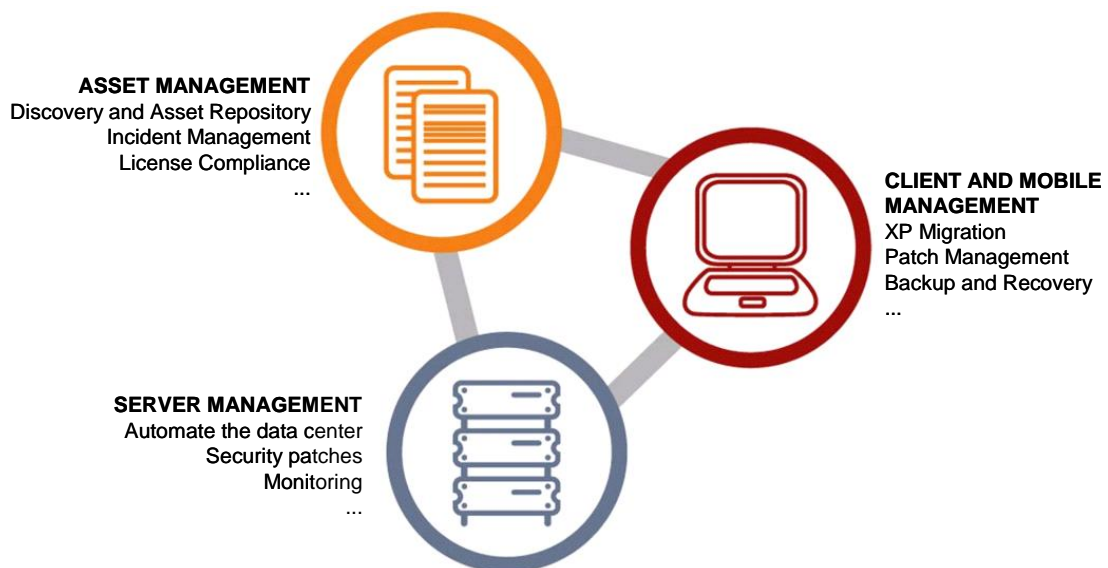 ASSET MANAGEMENT
Discovery and Asset Repository
Incident Management
License Compliance
...
CLIENT AND MOBILE
MANAGEMENT
XP Migration
Patch Management
Backup and Recovery
...
SERVER MANAGEMENT
Automate the data center
Security patches
Monitoring
...